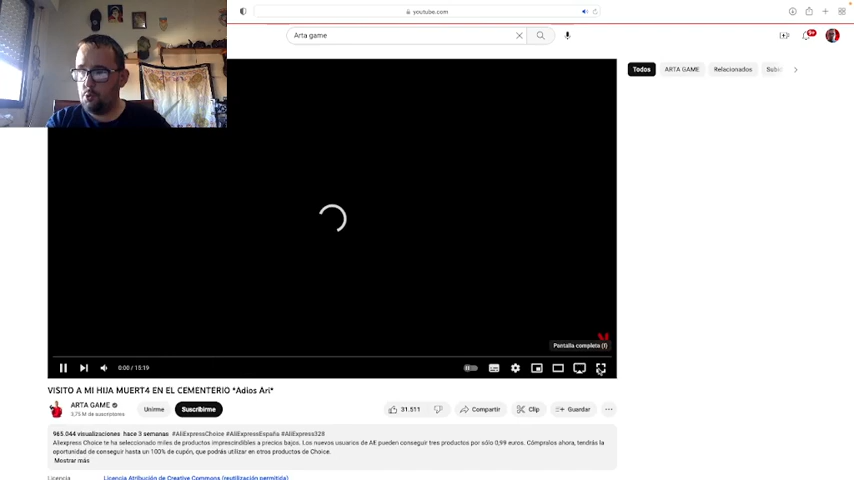 youtube.com
Arta game
9+
Todos ARTA GAME Relacionados Subi
Pantalla completa (f)
0:00 / 15:19
VISITO A MI HIJA MUERT4 EN EL CEMENTERIO *Adios Ari*
ARTA GAME
3,75 M de suscriptores
Unirme
Suscribirme
31.511
Compartir
Clip
Guardar
965.044 visualizaciones hace 3 semanas #AliExpressChoice #AliExpressEspaña #AliExpress328
Aliexpress Choice te ha seleccionado miles de productos imprescindibles a precios bajos. Los nuevos usuarios de AE pueden conseguir tres productos por sólo 0,99 euros. Cómpralos ahora, tendrás la
oportunidad de conseguir hasta un 100% de cupón, que podrás utilizar en otros productos de Choice.
Mostrar más
Licencia Licencia Atribución de Creative Commons (reutilización permitida)